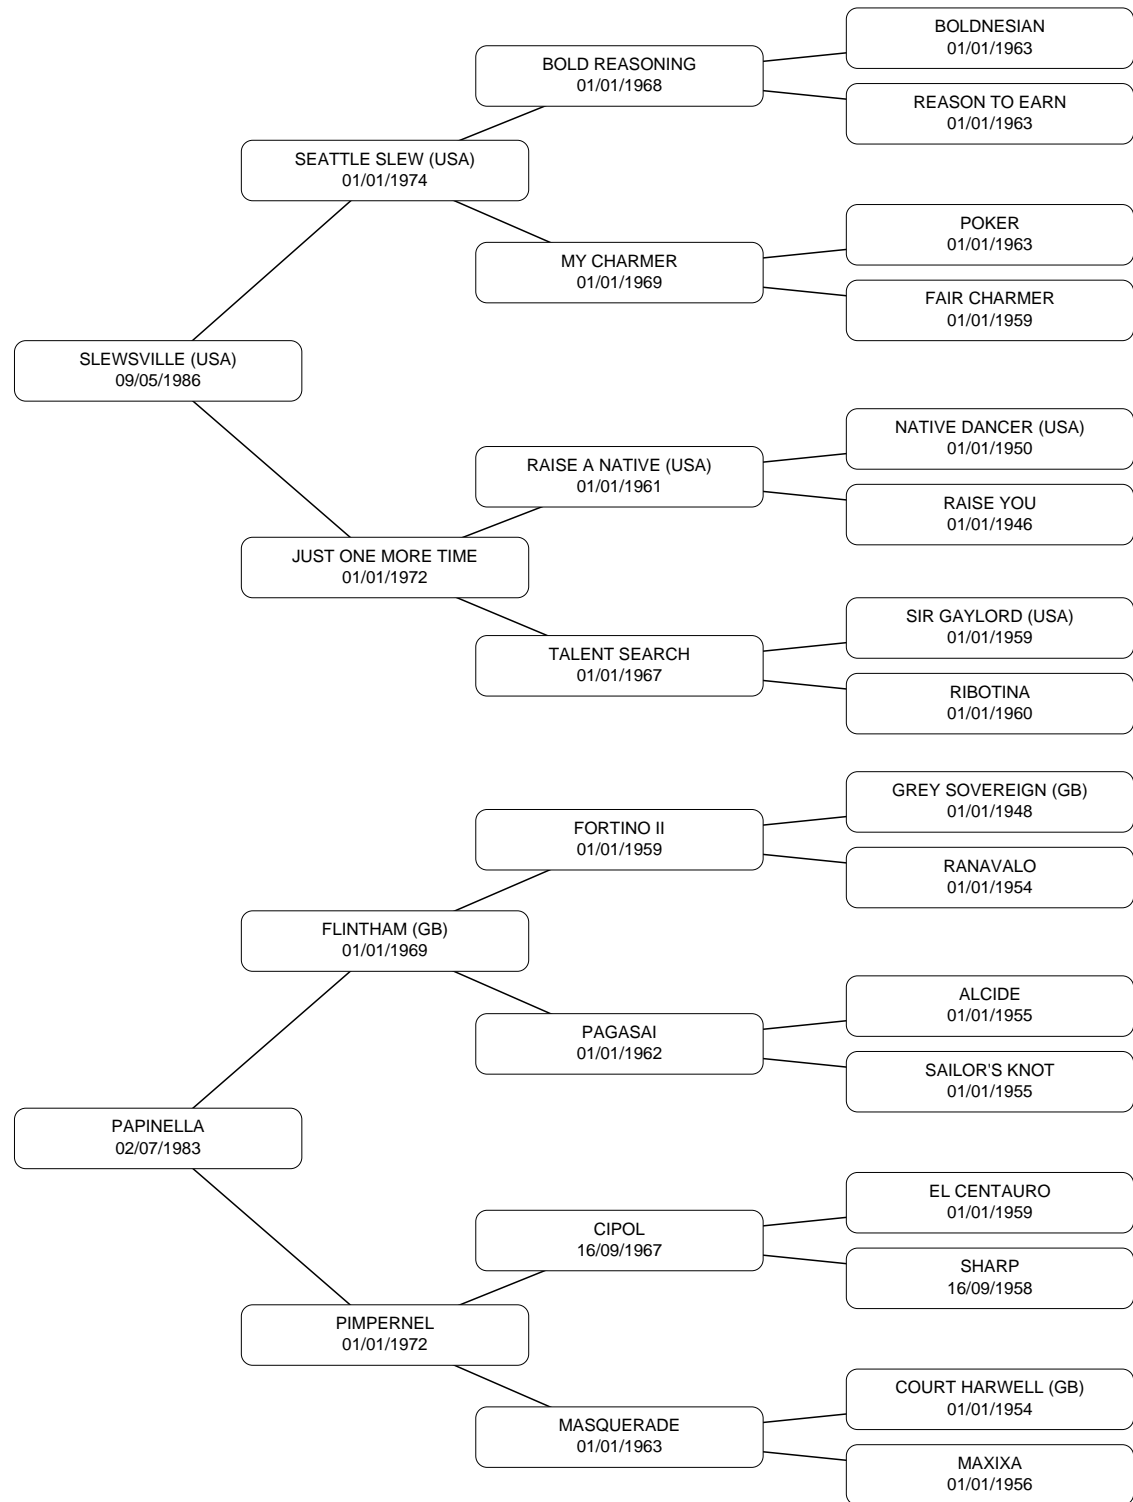 BOLDNESIAN
01/01/1963
BOLD REASONING
01/01/1968
REASON TO EARN
01/01/1963
SEATTLE SLEW (USA)
01/01/1974
POKER
01/01/1963
MY CHARMER
01/01/1969
FAIR CHARMER
01/01/1959
SLEWSVILLE (USA)
09/05/1986
NATIVE DANCER (USA)
01/01/1950
RAISE A NATIVE (USA)
01/01/1961
RAISE YOU
01/01/1946
JUST ONE MORE TIME
01/01/1972
SIR GAYLORD (USA)
01/01/1959
TALENT SEARCH
01/01/1967
RIBOTINA
01/01/1960
GREY SOVEREIGN (GB)
01/01/1948
FORTINO II
01/01/1959
RANAVALO
01/01/1954
FLINTHAM (GB)
01/01/1969
ALCIDE
01/01/1955
PAGASAI
01/01/1962
SAILOR'S KNOT
01/01/1955
PAPINELLA
02/07/1983
EL CENTAURO
01/01/1959
CIPOL
16/09/1967
SHARP
16/09/1958
PIMPERNEL
01/01/1972
COURT HARWELL (GB)
01/01/1954
MASQUERADE
01/01/1963
MAXIXA
01/01/1956